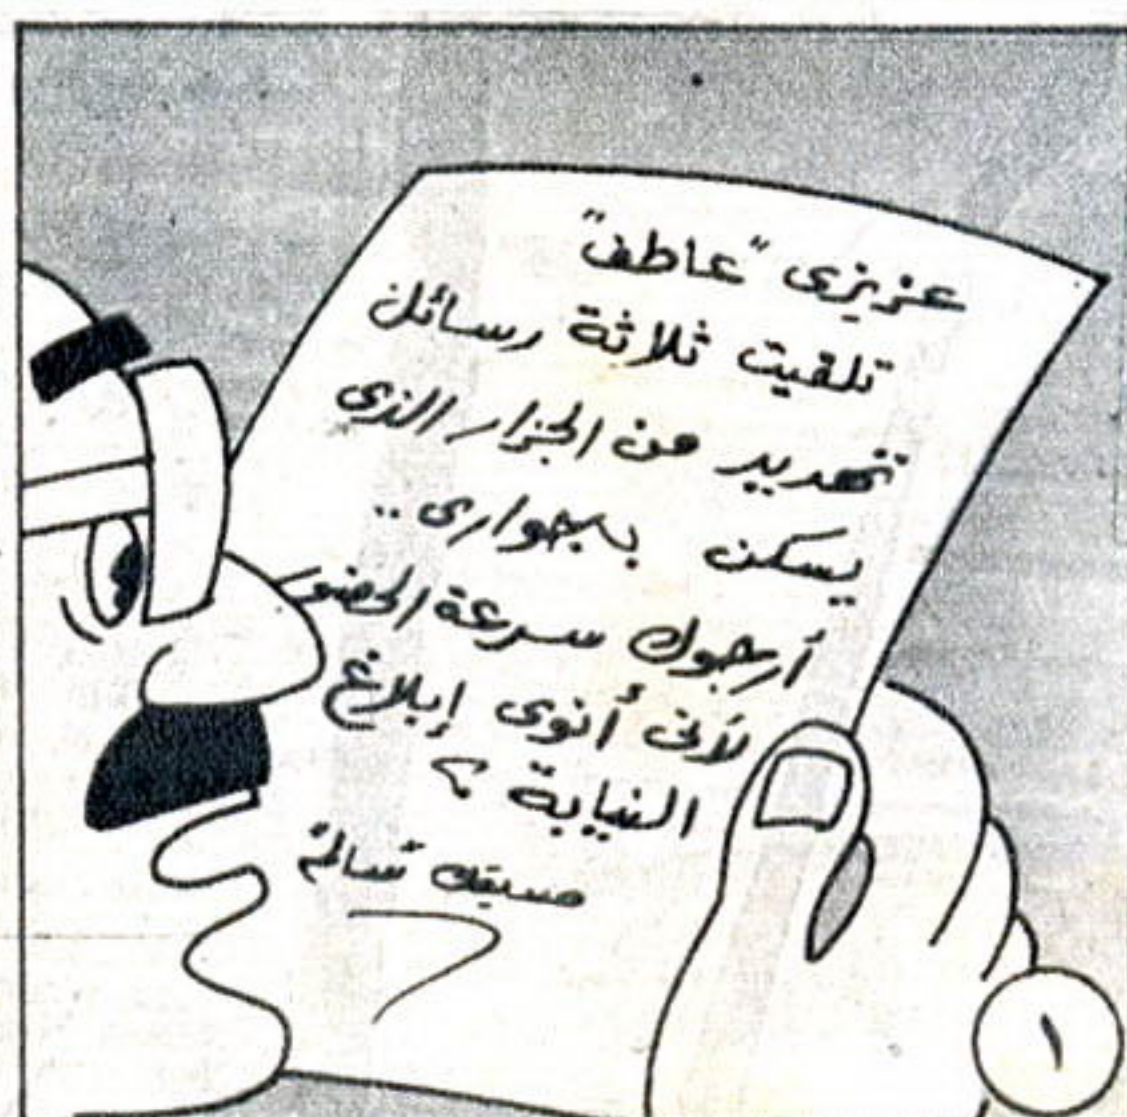 عزيزى "عاطف"
تلقيت ثلاثة رسائل
تهديد من الجزار الذى
يسكن بجوارى ..
أرجوك سرعة الحضور
لأنى أنوى إبلاغ
النيابة ؟
صديقك "سالم"
١